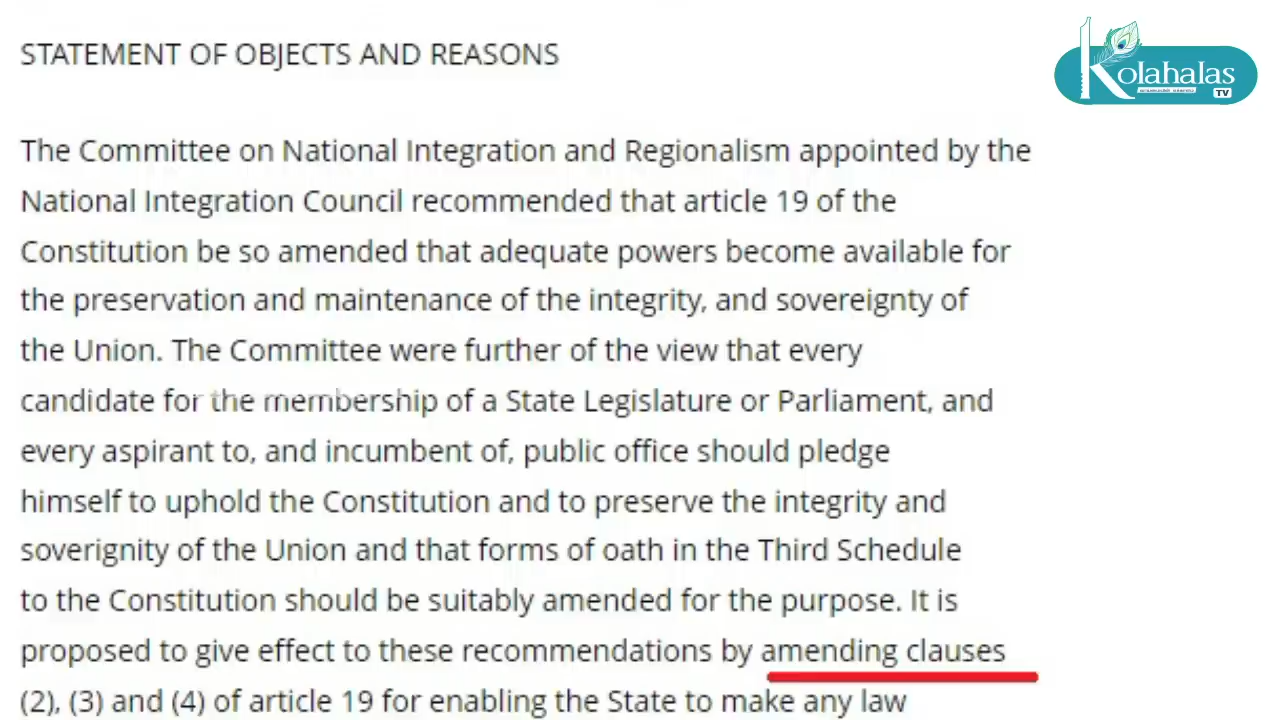 STATEMENT OF OBJECTS AND REASONS
Kolahalas
TV
The Committee on National Integration and Regionalism appointed by the
National Integration Council recommended that article 19 of the
Constitution be so amended that adequate powers become available for
the preservation and maintenance of the integrity, and sovereignty of
the Union. The Committee were further of the view that every
candidate for the membership of a State Legislature or Parliament, and
every aspirant to, and incumbent of, public office should pledge
himself to uphold the Constitution and to preserve the integrity and
soverignity of the Union and that forms of oath in the Third Schedule
to the Constitution should be suitably amended for the purpose. It is
proposed to give effect to these recommendations by amending clauses
(2), (3) and (4) of article 19 for enabling the State to make any law